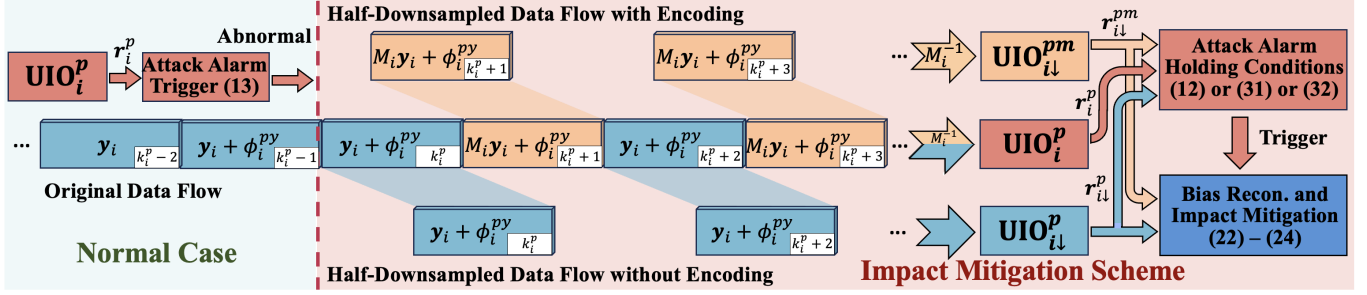 Half-Downsampled Data Flow with Encoding
Abnormal
UIO_i^p
r_i^p
Attack Alarm
Trigger (13)
M_i y_i + ϕ_i^{py} k_i^p + 1
M_i y_i + ϕ_i^{py} k_i^p + 3
...
M_i^{-1}
UIO_{i↓}^{pm}
r_{i↓}^{pm}
Attack Alarm
Holding Conditions
(12) or (31) or (32)
...
y_i k_i^p − 2
y_i + ϕ_i^{py} k_i^p − 1
y_i + ϕ_i^{py} k_i^p
M_i y_i + ϕ_i^{py} k_i^p + 1
y_i + ϕ_i^{py} k_i^p + 2
M_i y_i + ϕ_i^{py} k_i^p + 3
...
M_i^{-1}
UIO_i^p
r_i^p
Trigger
Original Data Flow
y_i + ϕ_i^{py} k_i^p
y_i + ϕ_i^{py} k_i^p + 2
...
UIO_{i↓}^p
r_{i↓}^p
Bias Recon. and
Impact Mitigation
(22) – (24)
Normal Case
Half-Downsampled Data Flow without Encoding
Impact Mitigation Scheme